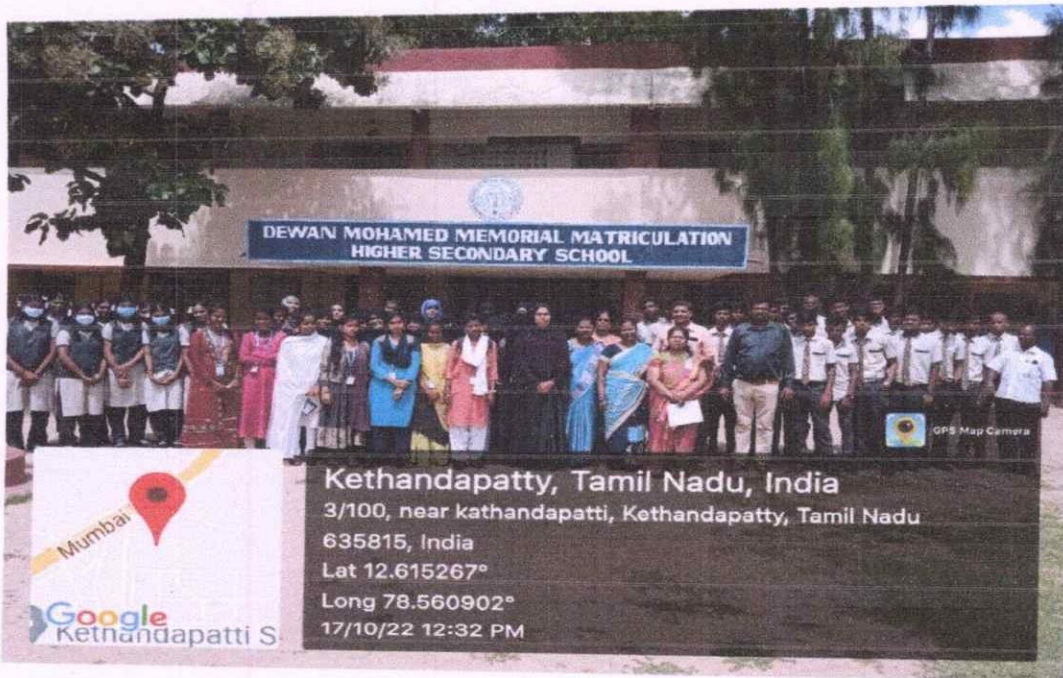 DEWAN MOHAMED MEMORIAL MATRICULATION
HIGHER SECONDARY SCHOOL
GPS Map Camera
Mumbai
Google
Kethandapatti S
Kethandapatty, Tamil Nadu, India
3/100, near kathandapatti, Kethandapatty, Tamil Nadu
635815, India
Lat 12.615267°
Long 78.560902°
17/10/22 12:32 PM